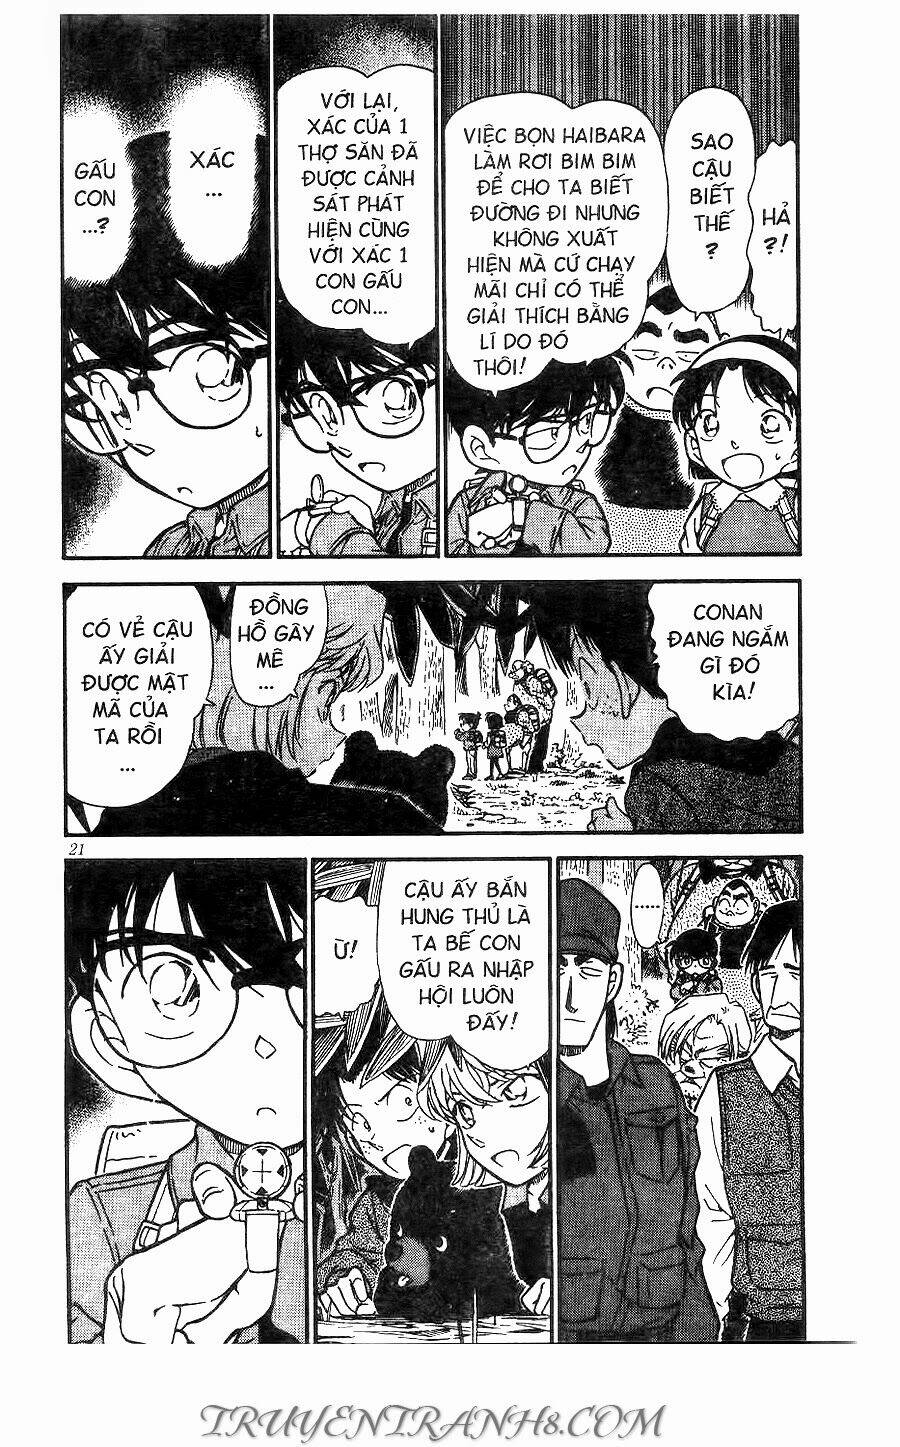 HẢ
?!
SAO
CẬU
BIẾT
THẾ
?
VIỆC BỌN HAIBARA
LÀM RƠI BIM BIM
ĐỂ CHO TA BIẾT
ĐƯỜNG ĐI NHƯNG
KHÔNG XUẤT
HIỆN MÀ CỨ CHẠY
MÃI CHỈ CÓ THỂ
GIẢI THÍCH BẰNG
LÍ DO ĐÓ
THÔI!
VỚI LẠI,
XÁC CỦA 1
THỢ SĂN ĐÃ
ĐƯỢC CẢNH
SÁT PHÁT
HIỆN CÙNG
VỚI XÁC 1
CON GẤU
CON...
XÁC
...
GẤU
CON
...?
CONAN
ĐANG NGẮM
GÌ ĐÓ
KÌA!
ĐỒNG
HỒ GÂY
MÊ
...
CÓ VẺ CẬU
ẤY GIẢI
ĐƯỢC MẬT
MÃ CỦA
TA RỒI
...
21
......
CẬU ẤY BẮN
HUNG THỦ LÀ
TA BẾ CON
GẤU RA NHẬP
HỘI LUÔN
ĐẤY!
Ừ!
TRUYENTRANH8.COM